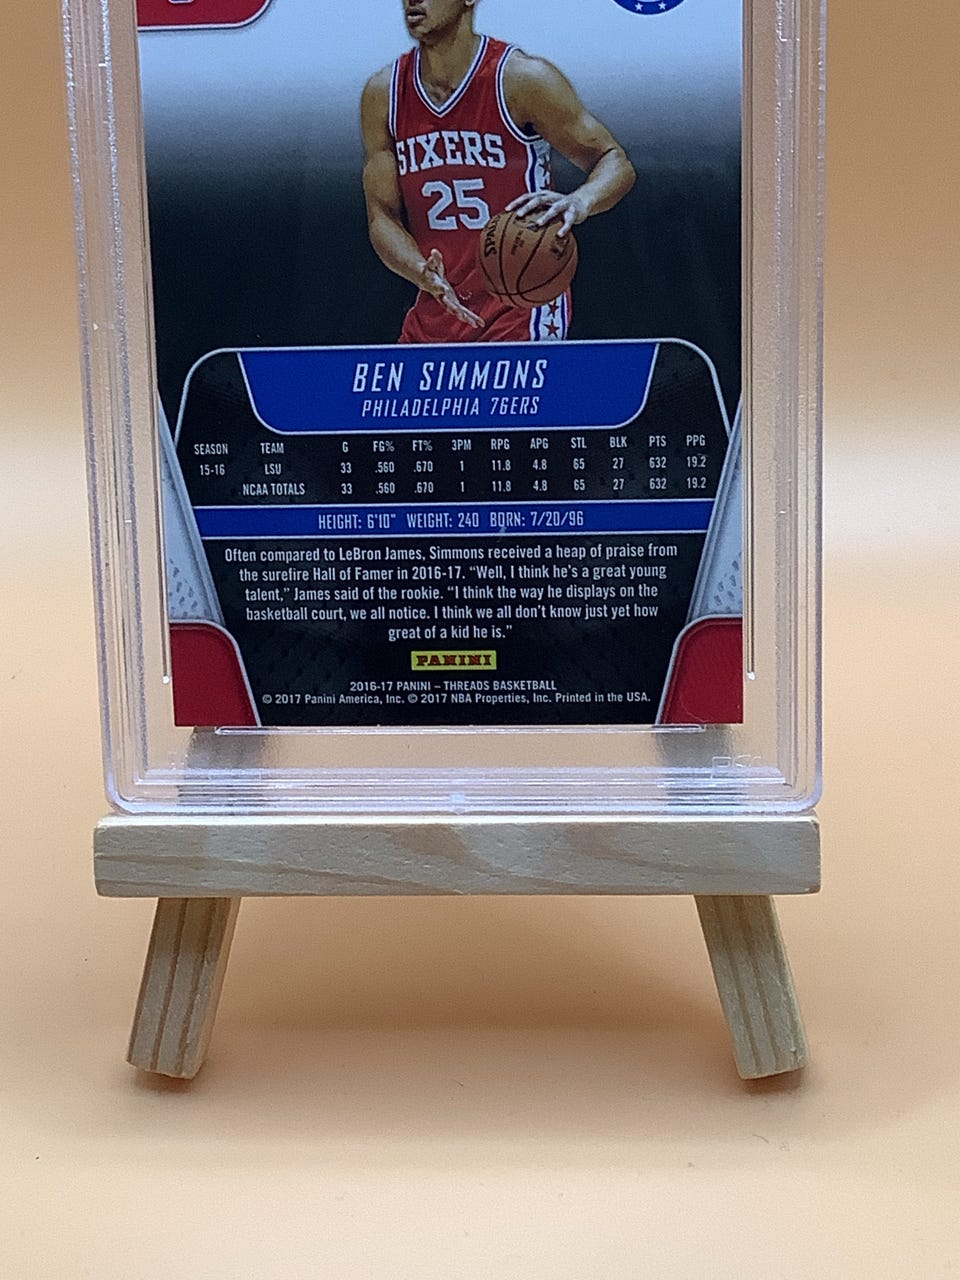 SIXERS
25
SPALDING
BEN SIMMONS
PHILADELPHIA 76ERS
SEASON TEAM G FG% FT% 3PM RPG APG STL BLK PTS PPG
15-16 LSU 33 .560 .670 1 11.8 4.8 65 27 632 19.2
NCAA TOTALS 33 .560 .670 1 11.8 4.8 65 27 632 19.2
HEIGHT: 6'10" WEIGHT: 240 BORN: 7/20/96
Often compared to LeBron James, Simmons received a heap of praise from
the surefire Hall of Famer in 2016-17. “Well, I think he's a great young
talent,” James said of the rookie. “I think the way he displays on the
basketball court, we all notice. I think we all don't know just yet how
great of a kid he is.”
PANINI
2016-17 PANINI – THREADS BASKETBALL
© 2017 Panini America, Inc. © 2017 NBA Properties, Inc. Printed in the USA.
PSA